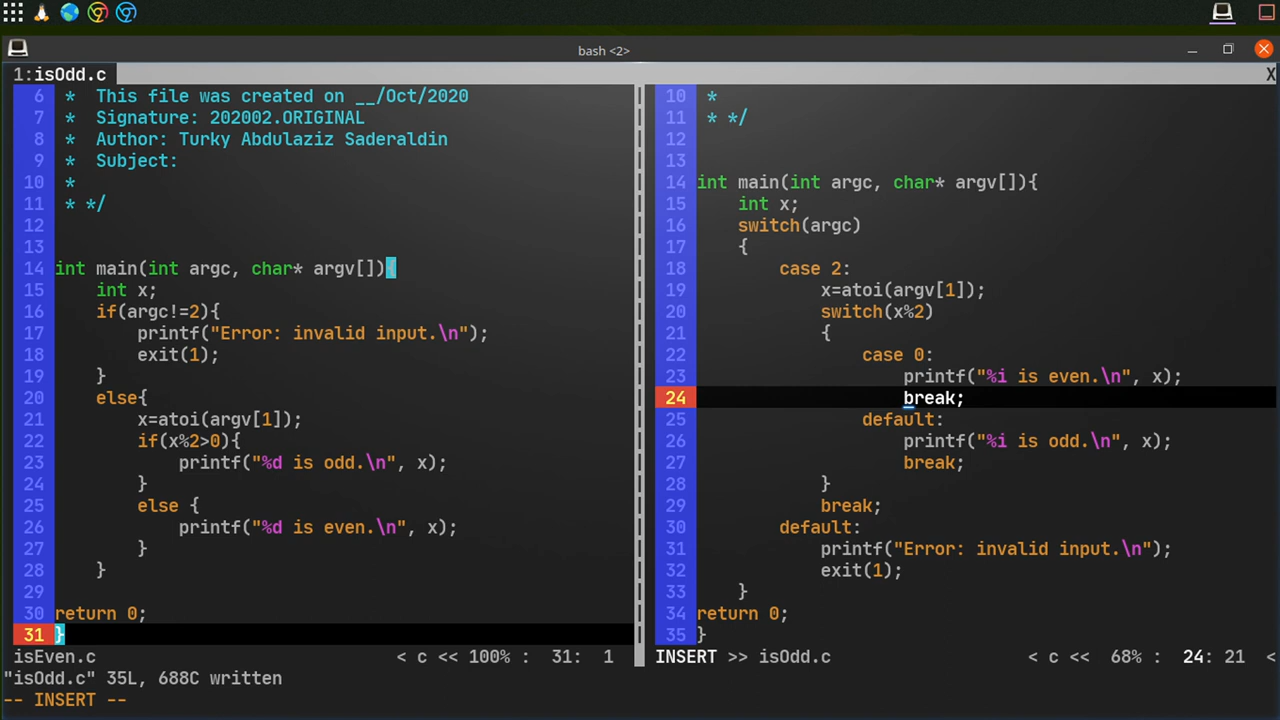 bash <2>
1:isOdd.c X
6 * This file was created on __/Oct/2020
7 * Signature: 202002.ORIGINAL
8 * Author: Turky Abdulaziz Saderaldin
9 * Subject:
10 *
11 * */
12
13
14 int main(int argc, char* argv[]){
15 int x;
16 if(argc!=2){
17 printf("Error: invalid input.\n");
18 exit(1);
19 }
20 else{
21 x=atoi(argv[1]);
22 if(x%2>0){
23 printf("%d is odd.\n", x);
24 }
25 else {
26 printf("%d is even.\n", x);
27 }
28 }
29
30 return 0;
31 }
isEven.c < c << 100% : 31: 1
10 *
11 * */
12
13
14 int main(int argc, char* argv[]){
15 int x;
16 switch(argc)
17 {
18 case 2:
19 x=atoi(argv[1]);
20 switch(x%2)
21 {
22 case 0:
23 printf("%i is even.\n", x);
24 break;
25 default:
26 printf("%i is odd.\n", x);
27 break;
28 }
29 break;
30 default:
31 printf("Error: invalid input.\n");
32 exit(1);
33 }
34 return 0;
35 }
INSERT >> isOdd.c < c << 68% : 24: 21 <
"isOdd.c" 35L, 688C written
-- INSERT --